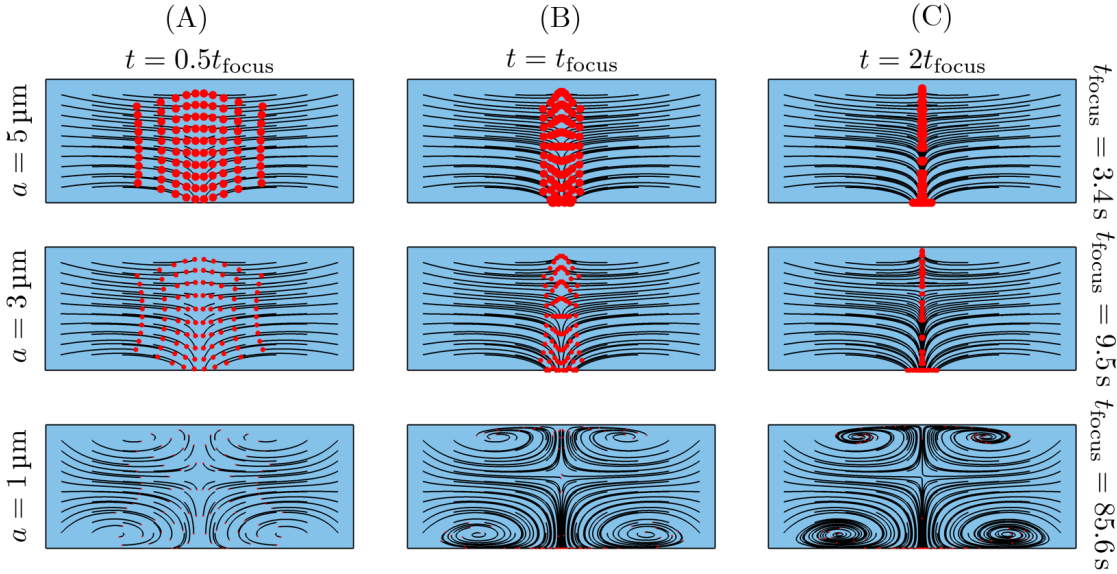 (A)
(B)
(C)
t = 0.5t_focus
t = t_focus
t = 2t_focus
a = 5 μm
t_focus = 3.4 s
a = 3 μm
t_focus = 9.5 s
a = 1 μm
t_focus = 85.6 s